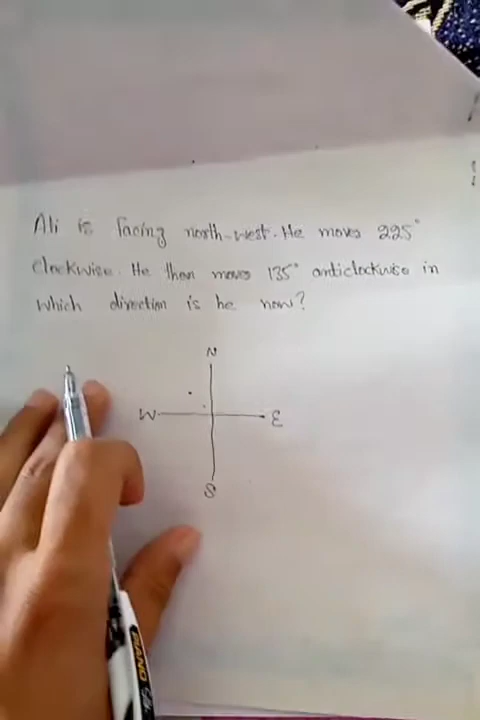 Ali is facing north-west. He moves 225°
clockwise. He then moves 135° anticlockwise in
which direction is he now?
N
W E
S
PIANO